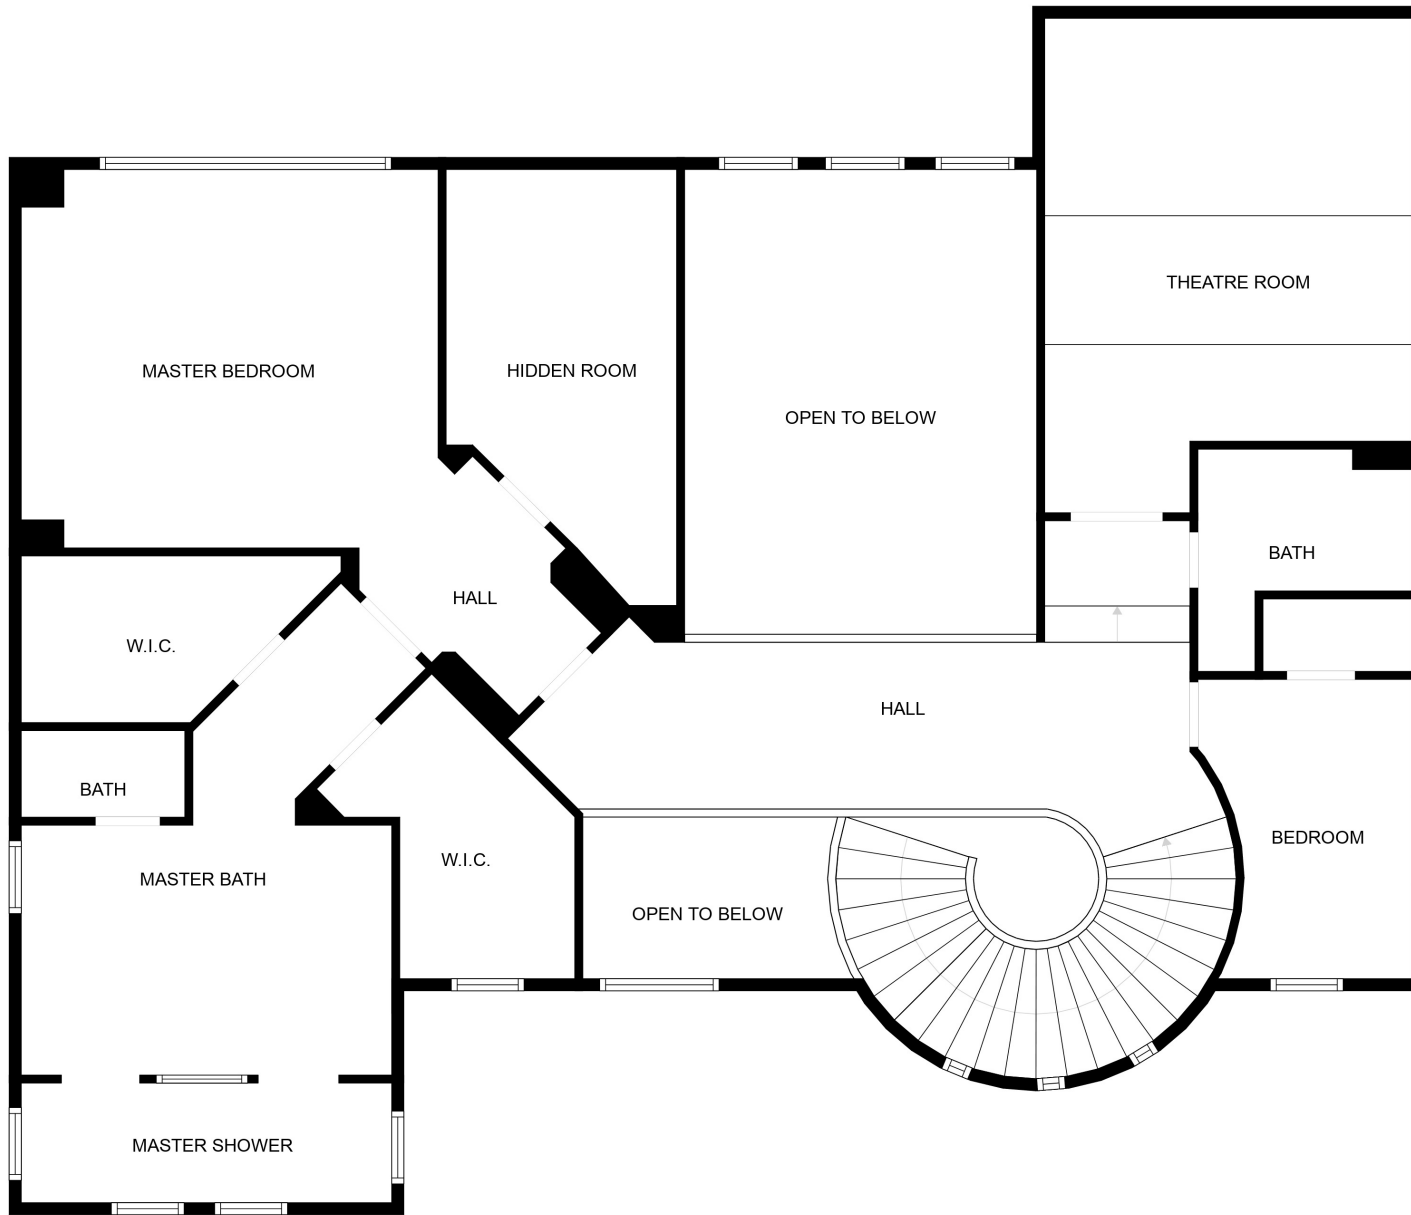 THEATRE ROOM
MASTER BEDROOM
HIDDEN ROOM
OPEN TO BELOW
BATH
HALL
W.I.C.
HALL
BATH
BEDROOM
W.I.C.
MASTER BATH
OPEN TO BELOW
MASTER SHOWER